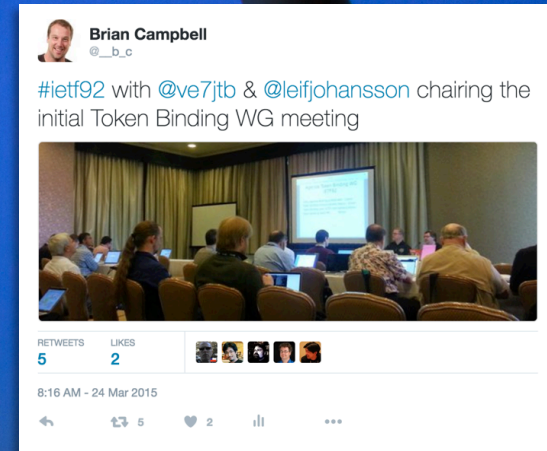 Brian Campbell
@__b_c
#ietf92 with @ve7jtb & @leifjohansson chairing the
initial Token Binding WG meeting
RETWEETS LIKES
5 2
8:16 AM - 24 Mar 2015
5 2